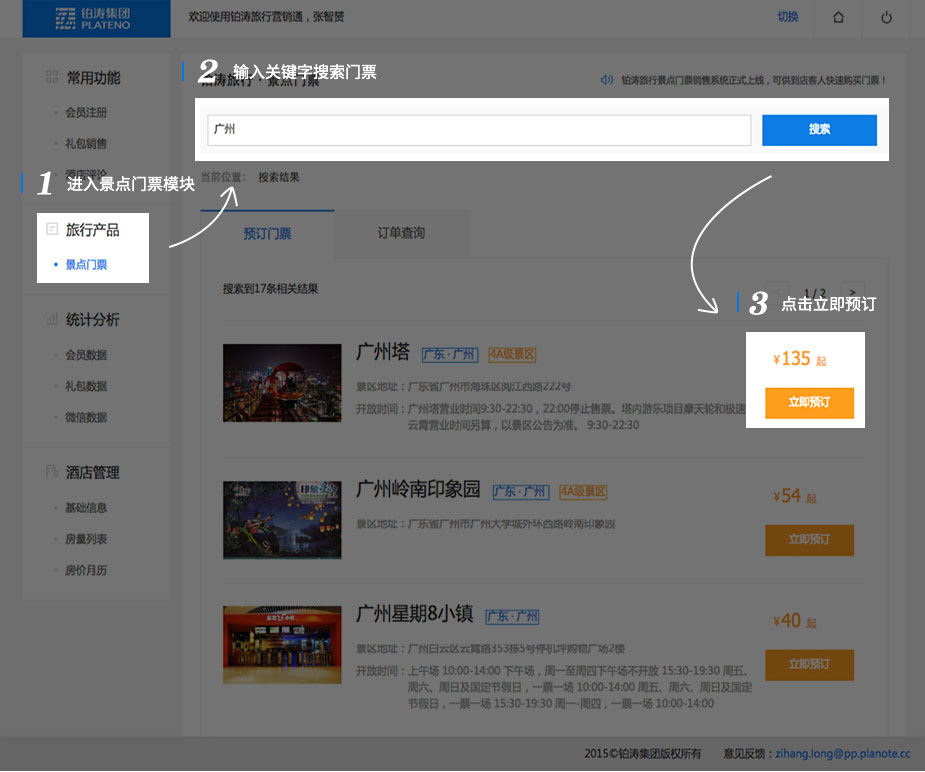 铂涛集团
PLATENO
欢迎使用铂涛旅行营销通，张智赟
切换
常用功能
会员注册
礼包销售
酒店评论
1 进入景点门票模块
旅行产品
景点门票
统计分析
会员数据
礼包数据
微信数据
酒店管理
基础信息
房量列表
房价月历
铂涛旅行·景点门票
2 输入关键字搜索门票
铂涛旅行景点门票销售系统正式上线，可供到店客人快速购买门票！
广州
搜索
当前位置： 搜索结果
预订门票
订单查询
搜索到17条相关结果
< 1 / 2 >
3 点击立即预订
广州塔 广东·广州 4A级景区
景区地址：广东省广州市海珠区阅江西路222号
开放时间：广州塔营业时间9:30-22:30，22:00停止售票。塔内游乐项目摩天轮和极速
云霄营业时间另算，以景区公告为准。 9:30-22:30
¥135 起
立即预订
广州岭南印象园 广东·广州 4A级景区
景区地址：广东省广州市广州大学城外环西路岭南印象园
¥54 起
立即预订
广州星期8小镇 广东·广州
景区地址：广州白云区云霄路353栋5号停机坪购物广场2楼
开放时间：上午场 10:00-14:00 下午场，周一至周四下午场不开放 15:30-19:30 周五、
周六、周日及国定节假日，一票一场 10:00-14:00 周五、周六、周日及国定
节假日，一票一场 15:30-19:30 周一-周四，一票一场 10:00-14:00
¥40 起
立即预订
2015©铂涛集团版权所有 意见反馈：zihang.long@pp.planote.cc